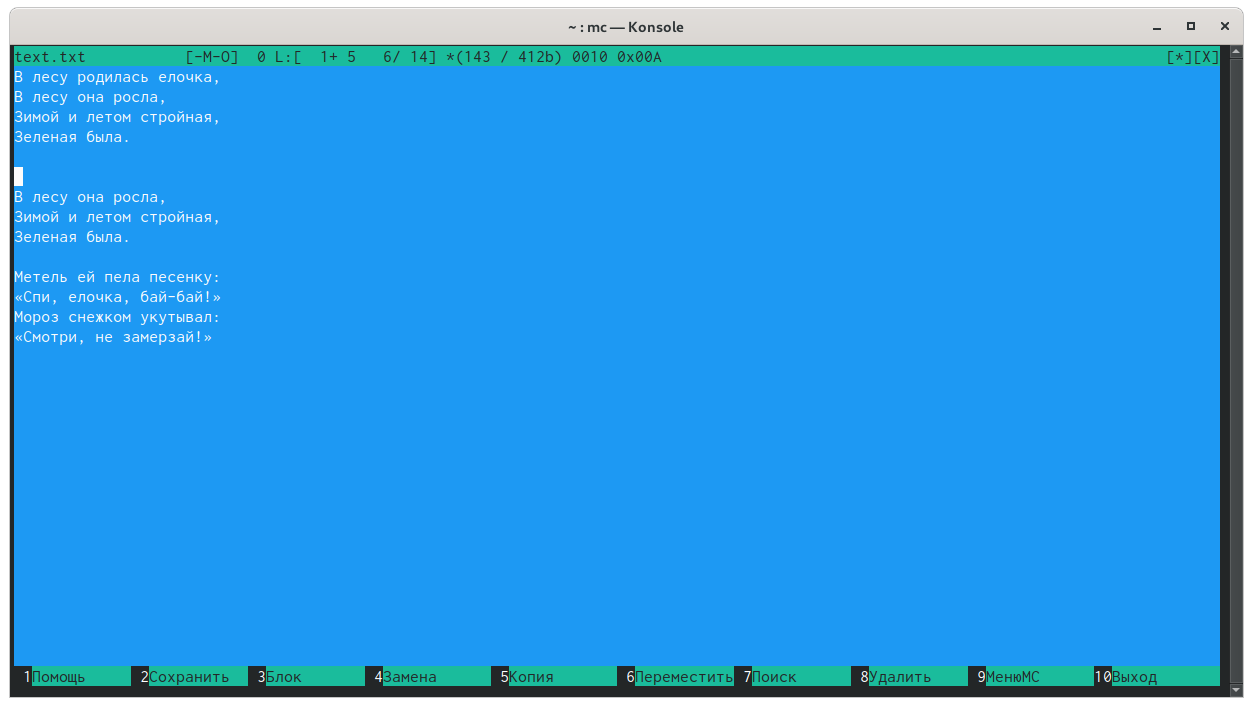 ~ : mc — Konsole
text.txt [-M-O] 0 L:[ 1+ 5 6/ 14] *(143 / 412b) 0010 0x00A [*][X]
В лесу родилась елочка,
В лесу она росла,
Зимой и летом стройная,
Зеленая была.
В лесу она росла,
Зимой и летом стройная,
Зеленая была.
Метель ей пела песенку:
«Спи, елочка, бай-бай!»
Мороз снежком укутывал:
«Смотри, не замерзай!»
1Помощь 2Сохранить 3Блок 4Замена 5Копия 6Переместить 7Поиск 8Удалить 9МенюMC 10Выход